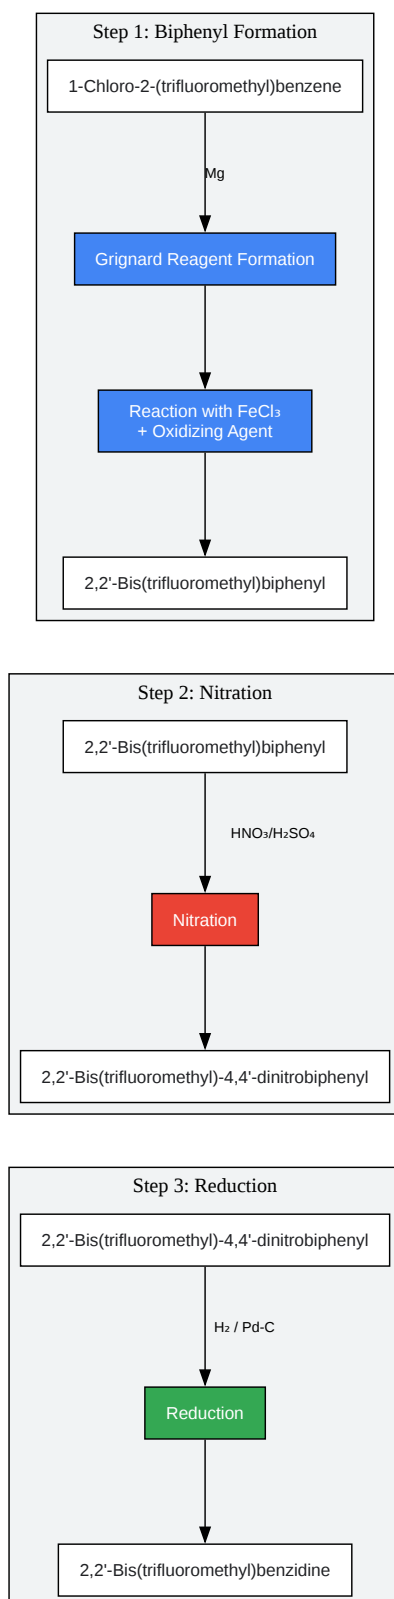 Step 1: Biphenyl Formation
1-Chloro-2-(trifluoromethyl)benzene
Mg
Grignard Reagent Formation
Reaction with FeCl₃
+ Oxidizing Agent
2,2'-Bis(trifluoromethyl)biphenyl
Step 2: Nitration
2,2'-Bis(trifluoromethyl)biphenyl
HNO₃/H₂SO₄
Nitration
2,2'-Bis(trifluoromethyl)-4,4'-dinitrobiphenyl
Step 3: Reduction
2,2'-Bis(trifluoromethyl)-4,4'-dinitrobiphenyl
H₂ / Pd-C
Reduction
2,2'-Bis(trifluoromethyl)benzidine